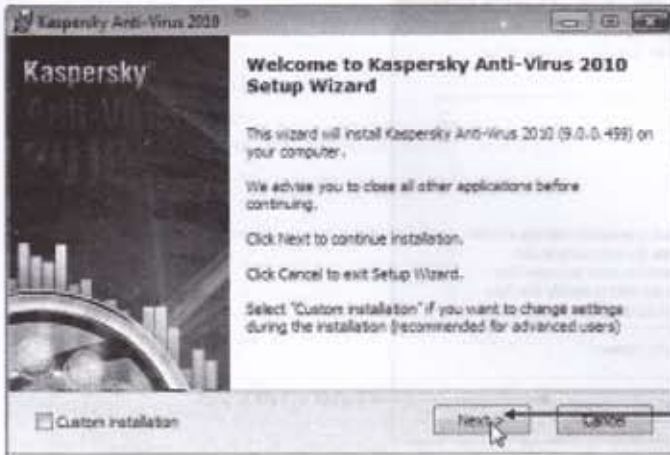 Kaspersky Anti-Virus 2010
Kaspersky
Anti-Virus
2010
Welcome to Kaspersky Anti-Virus 2010
Setup Wizard
This wizard will install Kaspersky Anti-Virus 2010 (9.0.0.459) on
your computer.
We advise you to close all other applications before
continuing.
Click Next to continue installation.
Click Cancel to exit Setup Wizard.
Select "Custom installation" if you want to change settings
during the installation (recommended for advanced users)
Custom installation
Next >
Cancel